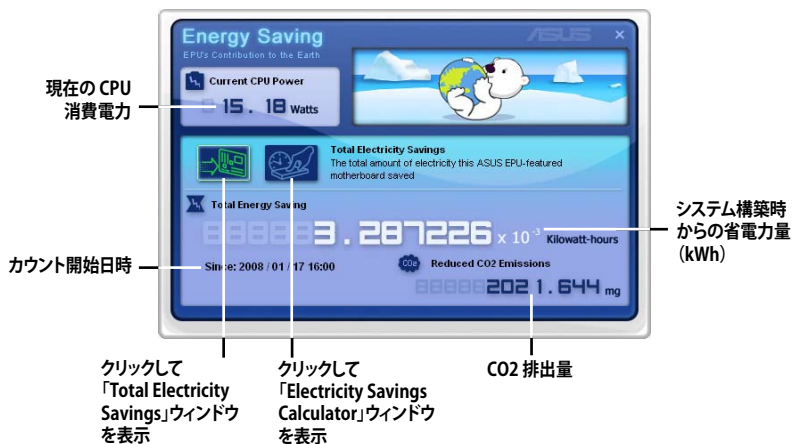 Energy Saving
EPU's Contribution to the Earth
ASUS
×
Current CPU Power
15.18 Watts
現在の CPU
消費電力
Total Electricity Savings
The total amount of electricity this ASUS EPU-featured
motherboard saved
Total Energy Saving
3.287226 x 10⁻³ Kilowatt-hours
システム構築時
からの省電力量
（kWh）
カウント開始日時
Since: 2008 / 01 / 17 16:00
CO2
Reduced CO2 Emissions
2021.644 mg
クリックして
「Total Electricity
Savings」ウィンドウ
を表示
クリックして
「Electricity Savings
Calculator」ウィンドウ
を表示
CO2 排出量